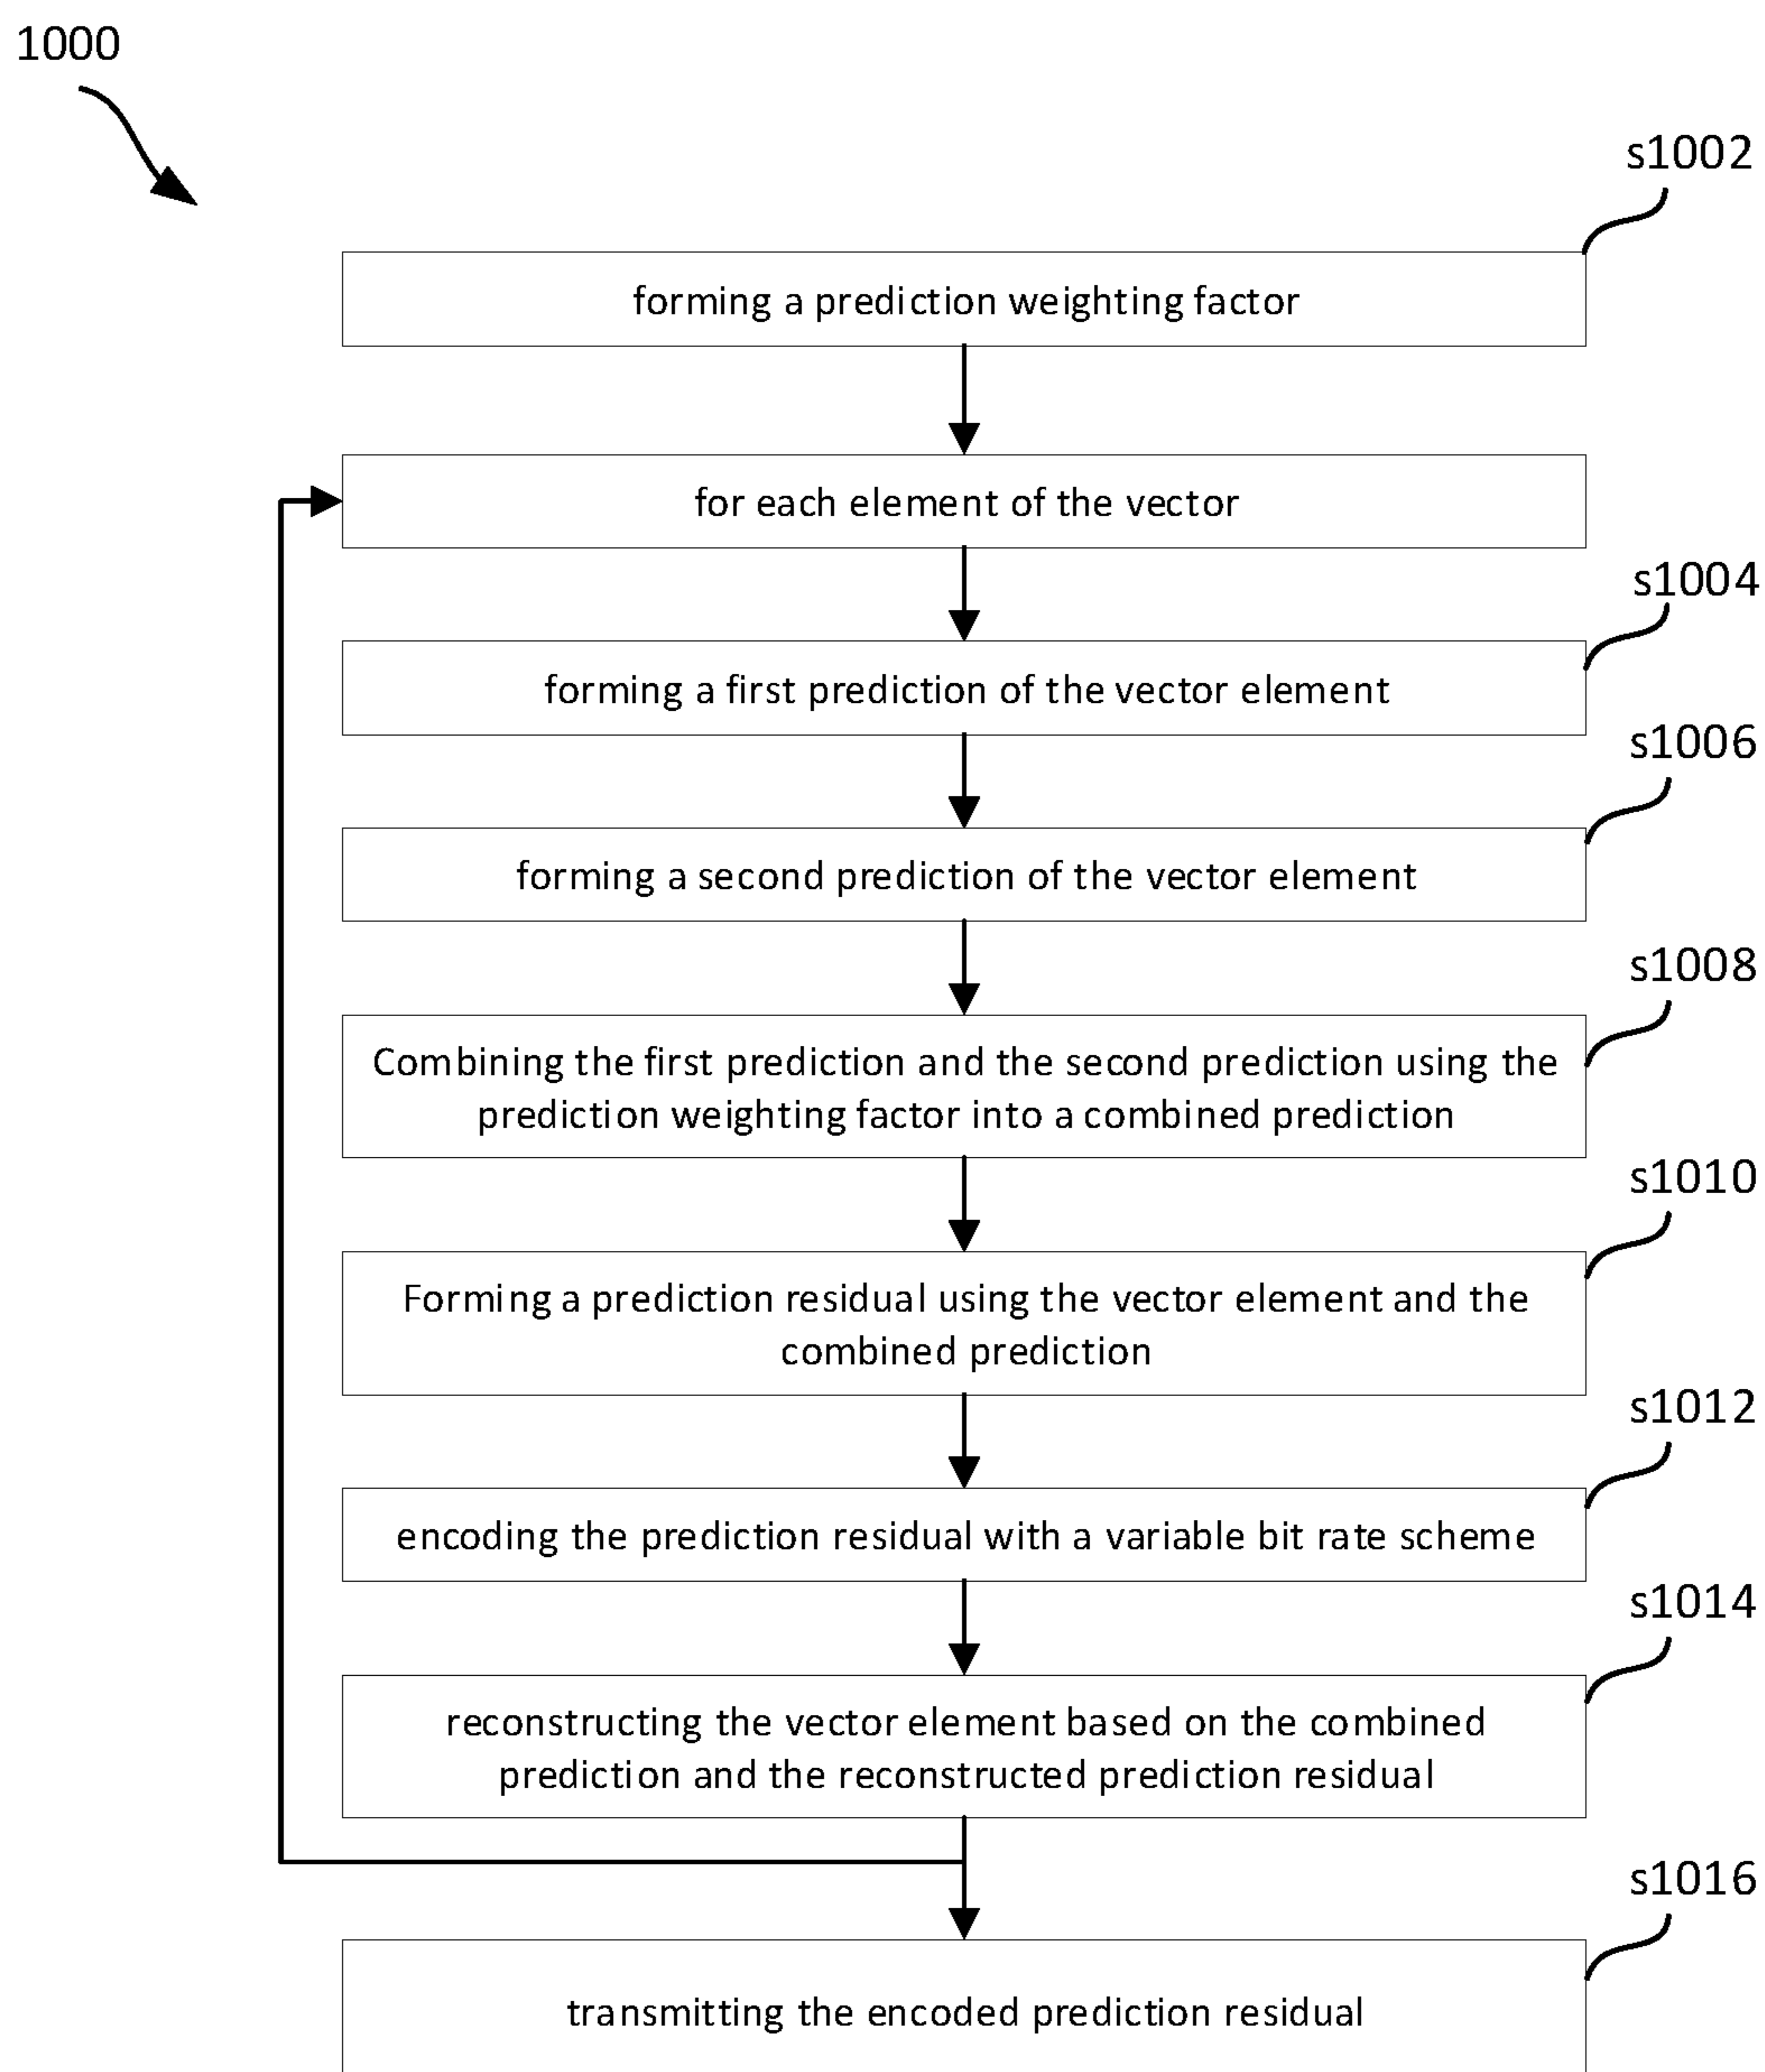 1000
s1002
forming a prediction weighting factor
for each element of the vector
s1004
forming a first prediction of the vector element
s1006
forming a second prediction of the vector element
s1008
Combining the first prediction and the second prediction using the
prediction weighting factor into a combined prediction
s1010
Forming a prediction residual using the vector element and the
combined prediction
s1012
encoding the prediction residual with a variable bit rate scheme
s1014
reconstructing the vector element based on the combined
prediction and the reconstructed prediction residual
s1016
transmitting the encoded prediction residual